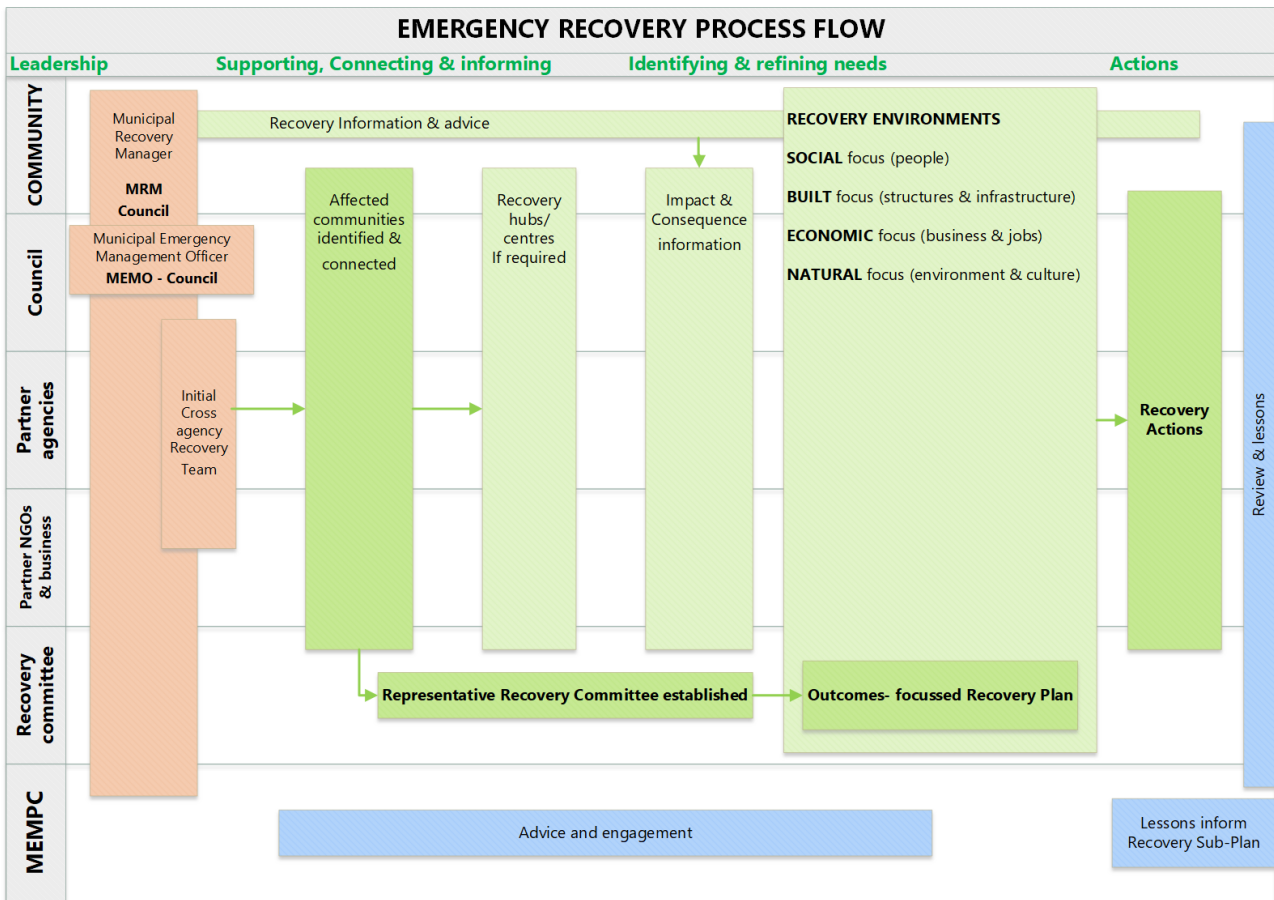 EMERGENCY RECOVERY PROCESS FLOW
Leadership
Supporting, Connecting & informing
Identifying & refining needs
Actions
COMMUNITY
Council
Partner
agencies
Partner NGOs
& business
Recovery
committee
MEMPC
Municipal
Recovery
Manager
MRM
Council
Municipal Emergency
Management Officer
MEMO - Council
Initial
Cross
agency
Recovery
Team
Recovery Information & advice
Affected
communities
identified &
connected
Recovery
hubs/
centres
If required
Impact &
Consequence
information
RECOVERY ENVIRONMENTS
SOCIAL focus (people)
BUILT focus (structures & infrastructure)
ECONOMIC focus (business & jobs)
NATURAL focus (environment & culture)
Recovery
Actions
Review & lessons
Representative Recovery Committee established
Outcomes- focussed Recovery Plan
Advice and engagement
Lessons inform
Recovery Sub-Plan